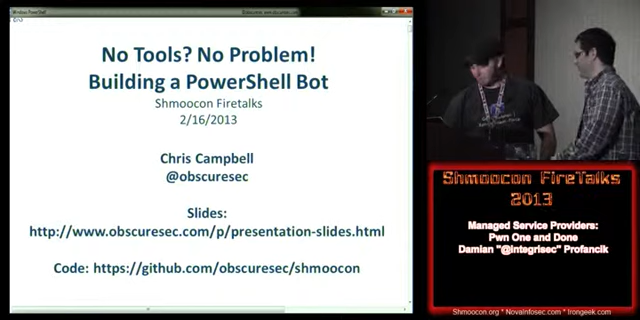 No Tools? No Problem!
Building a PowerShell Bot
Shmoocon Firetalks
2/16/2013
Chris Campbell
@obscuresec
Slides:
http://www.obscuresec.com/p/presentation-slides.html
Code: https://github.com/obscuresec/shmoocon
Shmoocon FireTalks
2013
Managed Service Providers:
Pwn One and Done
Damian "@integrisec" Profancik
Shmoocon.org * NovaInfosec.com * Irongeek.com